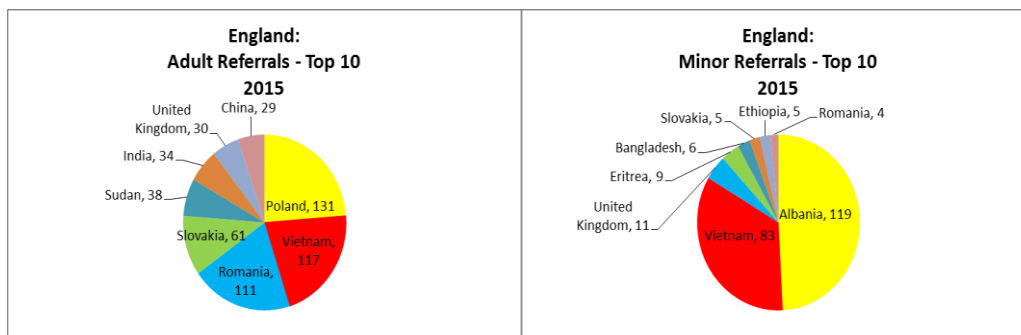 England:
Adult Referrals - Top 10
2015
China, 29
United
Kingdom, 30
India, 34
Sudan, 38
Slovakia, 61
Romania,
111
Vietnam,
117
Poland, 131
England:
Minor Referrals - Top 10
2015
Romania, 4
Ethiopia, 5
Slovakia, 5
Bangladesh, 6
Eritrea, 9
United
Kingdom, 11
Vietnam, 83
Albania, 119